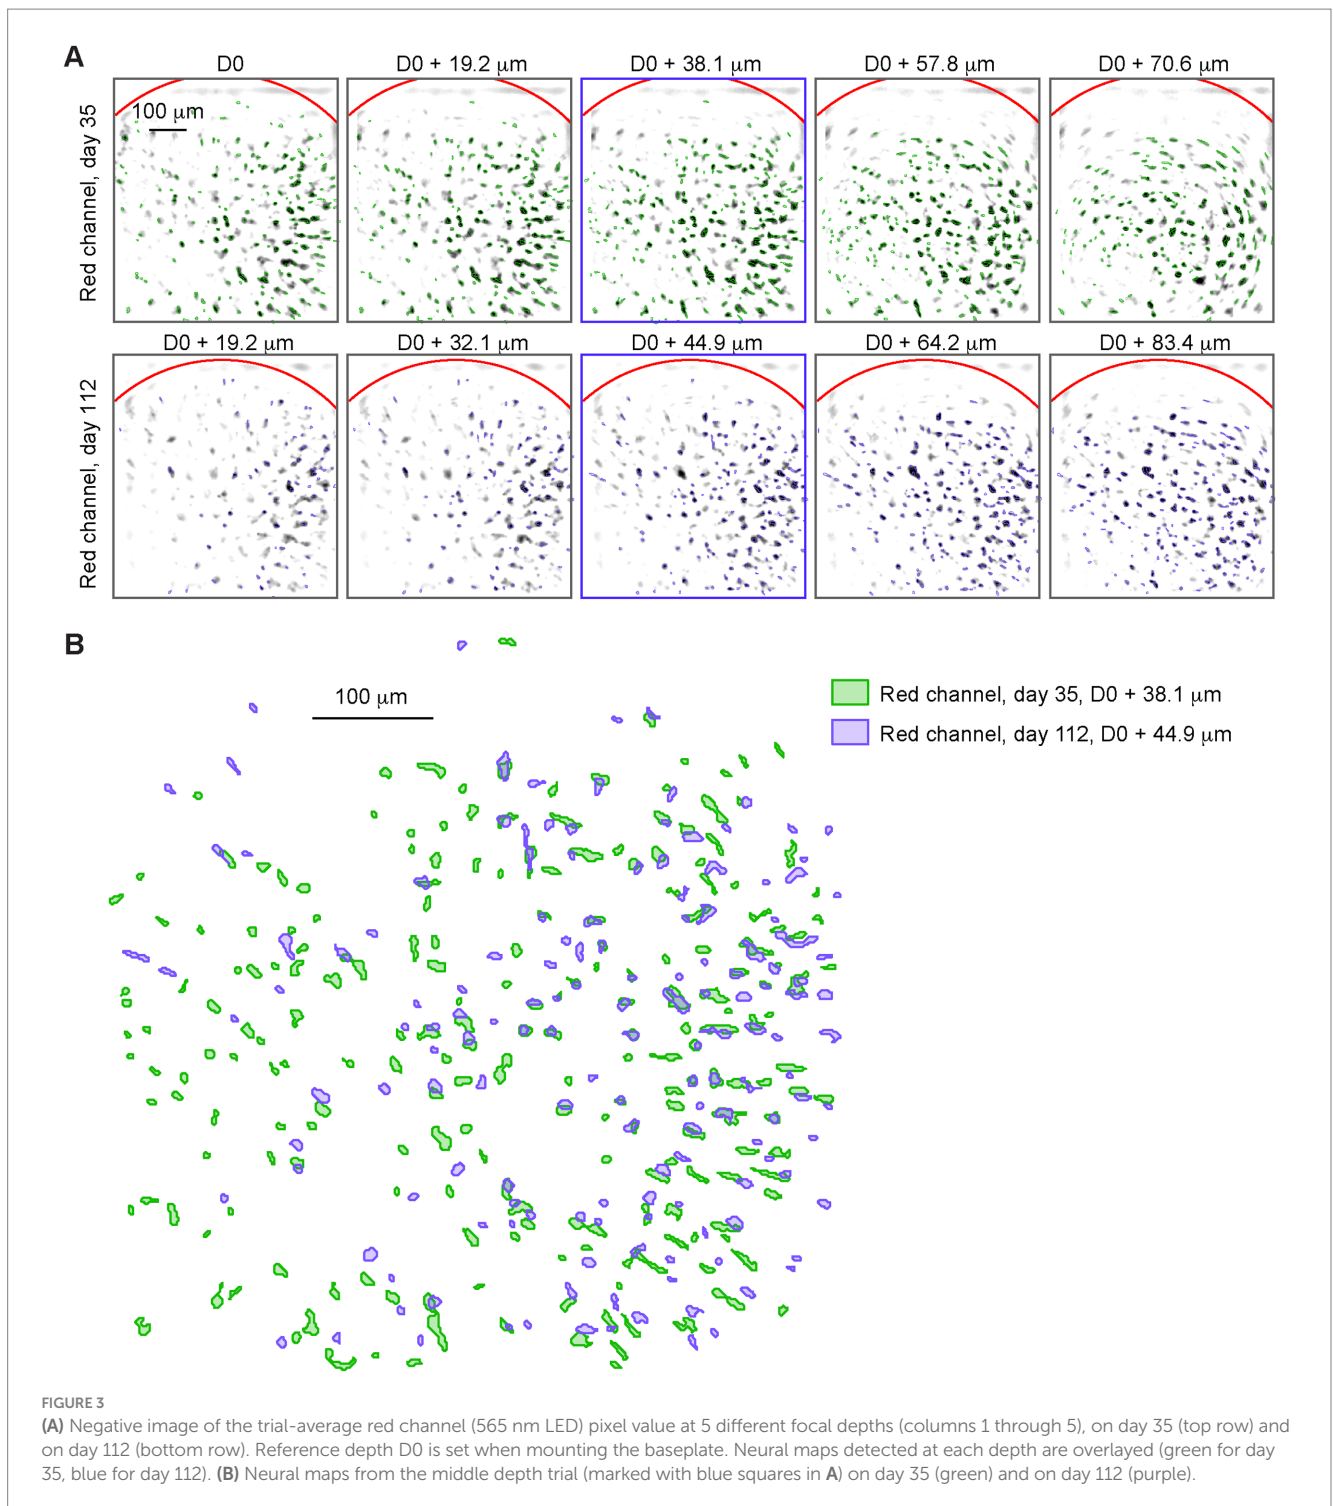 A
D0
D0 + 19.2 µm
D0 + 38.1 µm
D0 + 57.8 µm
D0 + 70.6 µm
100 µm
Red channel, day 35
D0 + 19.2 µm
D0 + 32.1 µm
D0 + 44.9 µm
D0 + 64.2 µm
D0 + 83.4 µm
Red channel, day 112
B
100 µm
Red channel, day 35, D0 + 38.1 µm
Red channel, day 112, D0 + 44.9 µm
FIGURE 3
(A) Negative image of the trial-average red channel (565 nm LED) pixel value at 5 different focal depths (columns 1 through 5), on day 35 (top row) and
on day 112 (bottom row). Reference depth D0 is set when mounting the baseplate. Neural maps detected at each depth are overlayed (green for day
35, blue for day 112). (B) Neural maps from the middle depth trial (marked with blue squares in A) on day 35 (green) and on day 112 (purple).